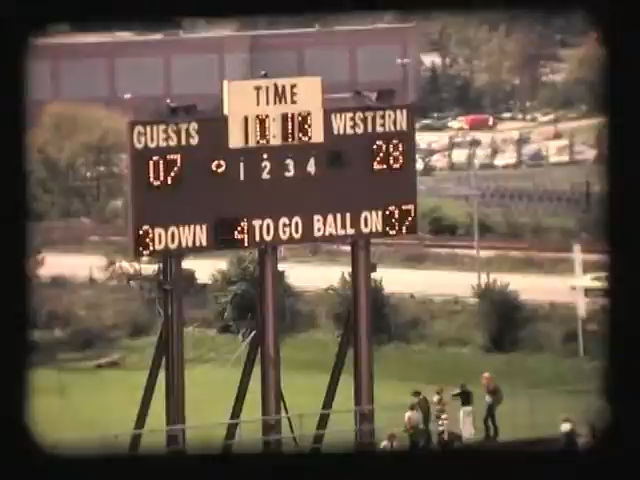 TIME
10:13
GUESTS WESTERN
07 1 2 3 4 28
3 DOWN 4 TO GO BALL ON 37